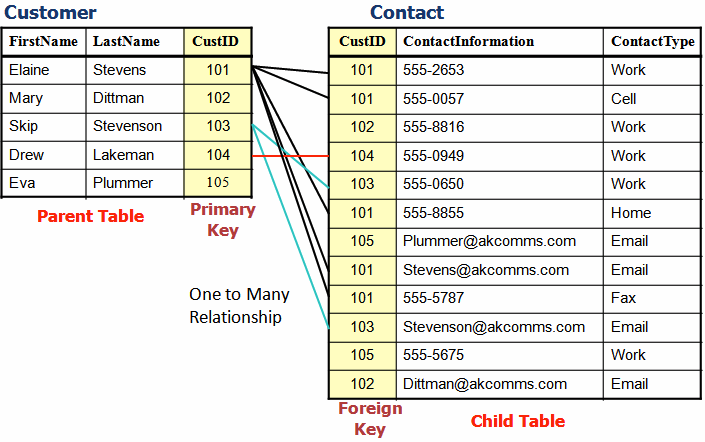 Customer
FirstName LastName CustID
Elaine Stevens 101
Mary Dittman 102
Skip Stevenson 103
Drew Lakeman 104
Eva Plummer 105
Parent Table
Primary
Key
One to Many
Relationship
Contact
CustID ContactInformation ContactType
101 555-2653 Work
101 555-0057 Cell
102 555-8816 Work
104 555-0949 Work
103 555-0650 Work
101 555-8855 Home
105 Plummer@akcomms.com Email
101 Stevens@akcomms.com Email
101 555-5787 Fax
103 Stevenson@akcomms.com Email
105 555-5675 Work
102 Dittman@akcomms.com Email
Foreign
Key
Child Table